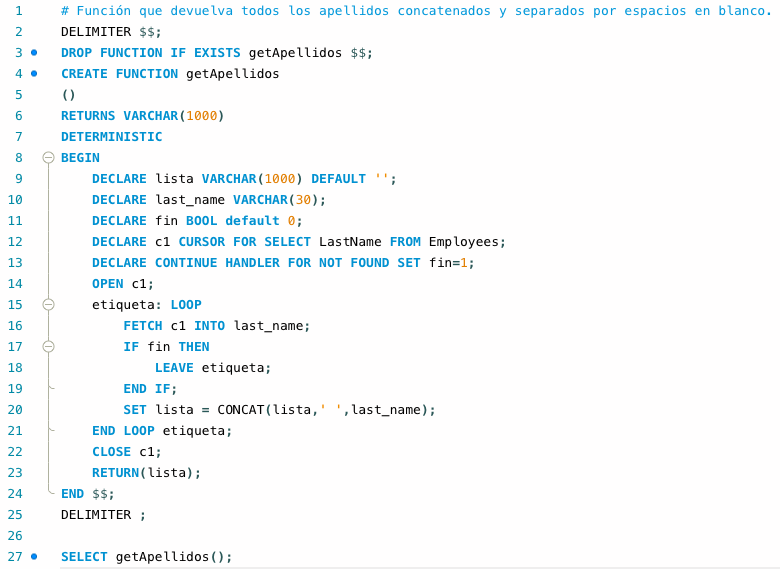 1 # Función que devuelva todos los apellidos concatenados y separados por espacios en blanco.
2 DELIMITER $$;
3 DROP FUNCTION IF EXISTS getApellidos $$;
4 CREATE FUNCTION getApellidos
5 ()
6 RETURNS VARCHAR(1000)
7 DETERMINISTIC
8 BEGIN
9 DECLARE lista VARCHAR(1000) DEFAULT '';
10 DECLARE last_name VARCHAR(30);
11 DECLARE fin BOOL default 0;
12 DECLARE c1 CURSOR FOR SELECT LastName FROM Employees;
13 DECLARE CONTINUE HANDLER FOR NOT FOUND SET fin=1;
14 OPEN c1;
15 etiqueta: LOOP
16 FETCH c1 INTO last_name;
17 IF fin THEN
18 LEAVE etiqueta;
19 END IF;
20 SET lista = CONCAT(lista,' ',last_name);
21 END LOOP etiqueta;
22 CLOSE c1;
23 RETURN(lista);
24 END $$;
25 DELIMITER ;
26
27 SELECT getApellidos();